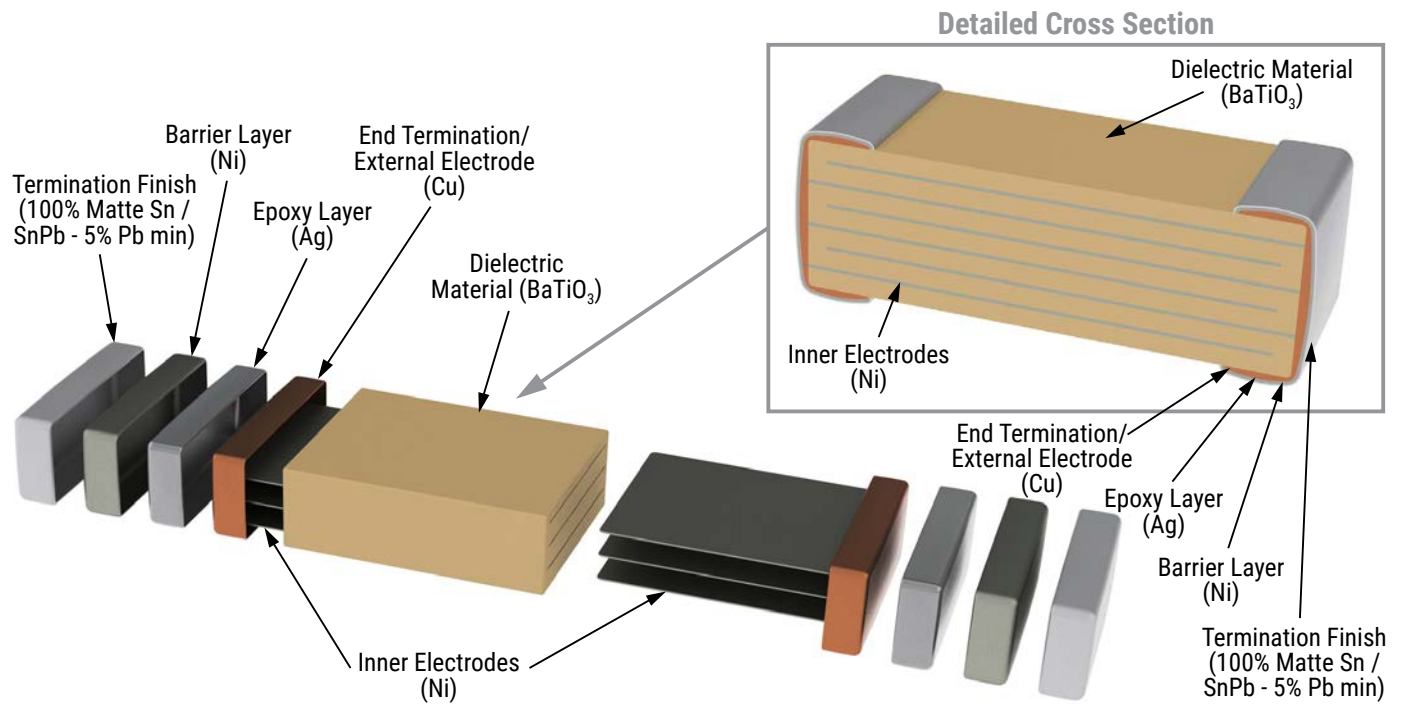 Detailed Cross Section
Dielectric Material
(BaTiO₃)
Inner Electrodes
(Ni)
End Termination/
External Electrode
(Cu)
Epoxy Layer
(Ag)
Barrier Layer
(Ni)
Termination Finish
(100% Matte Sn /
SnPb - 5% Pb min)
Termination Finish
(100% Matte Sn /
SnPb - 5% Pb min)
Barrier Layer
(Ni)
Epoxy Layer
(Ag)
End Termination/
External Electrode
(Cu)
Dielectric
Material (BaTiO₃)
Inner Electrodes
(Ni)